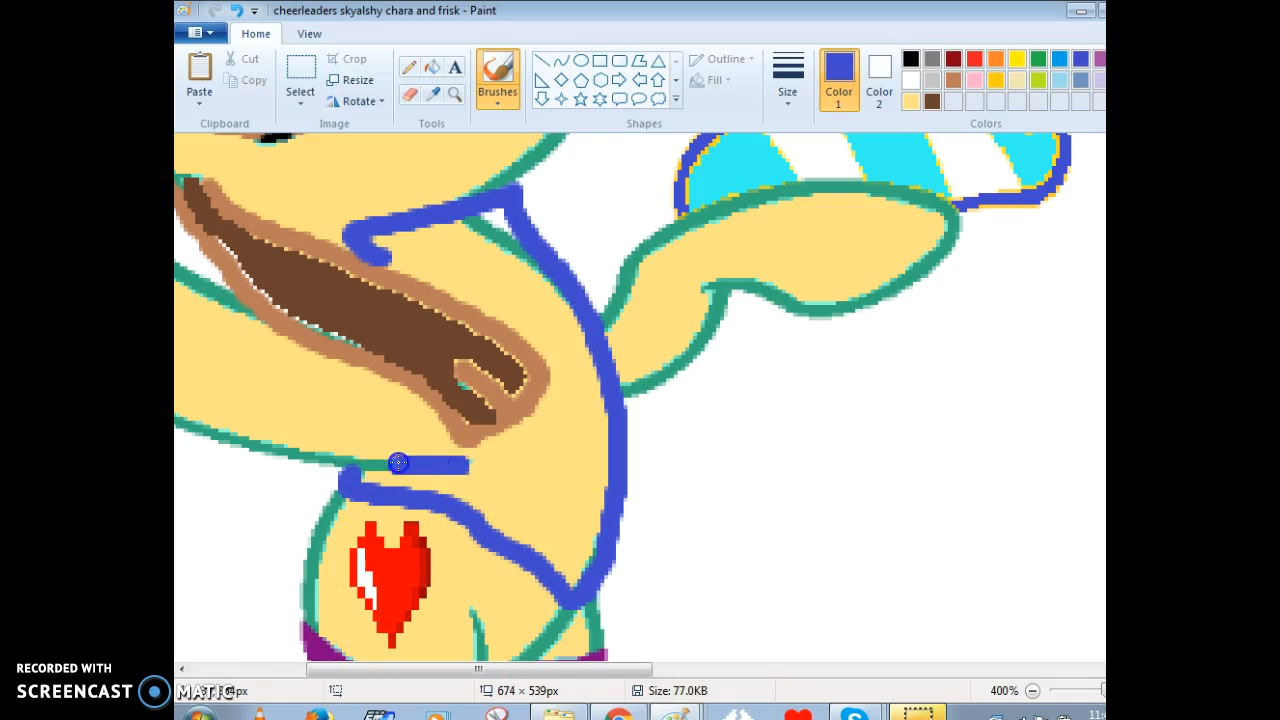 cheerleaders skyalshy chara and frisk - Paint
Home
View
Paste
Cut
Copy
Clipboard
Select
Crop
Resize
Rotate
Image
A
Tools
Brushes
Outline
Fill
Shapes
Size
Color
1
Color
2
Colors
RECORDED WITH
SCREENCAST MATIC
674 × 539px
Size: 77.0KB
400%